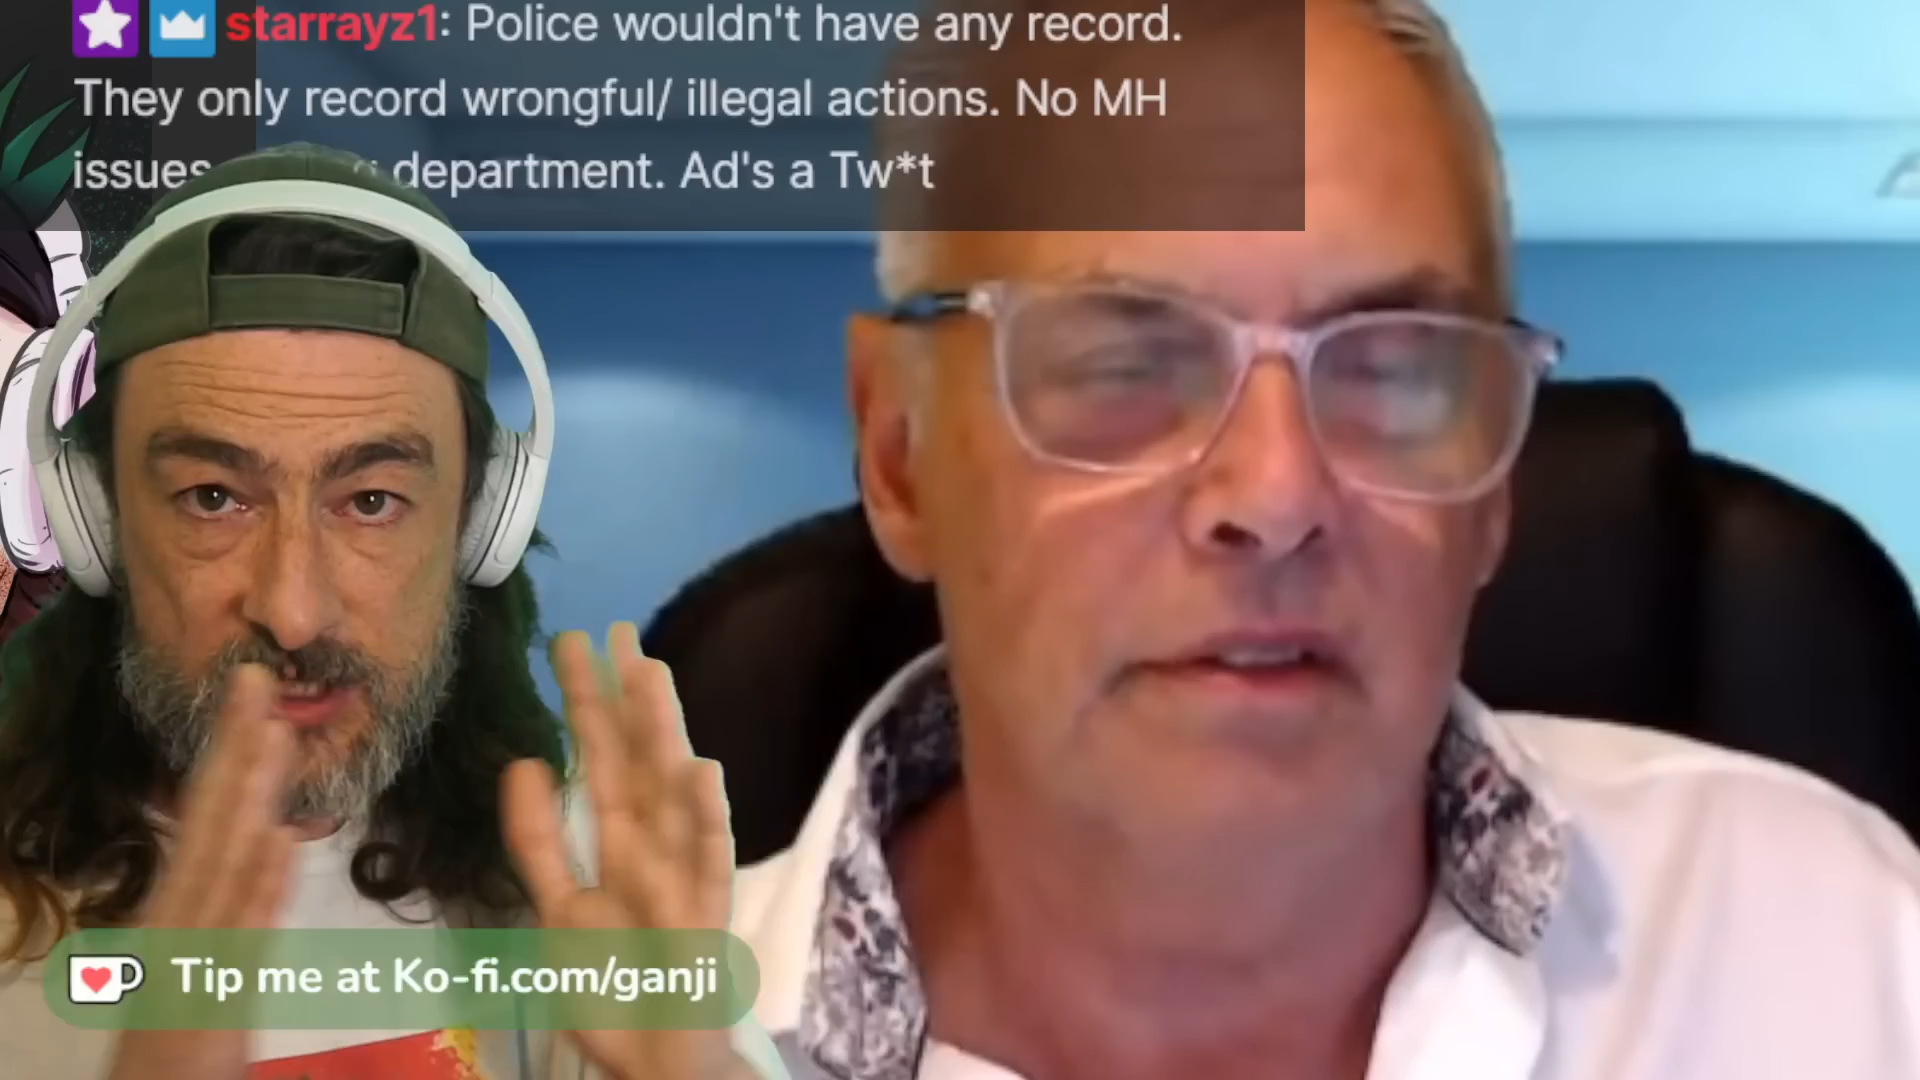 starrayz1: Police wouldn't have any record.
They only record wrongful/ illegal actions. No MH
issues department. Ad's a Tw*t
Tip me at Ko-fi.com/ganji